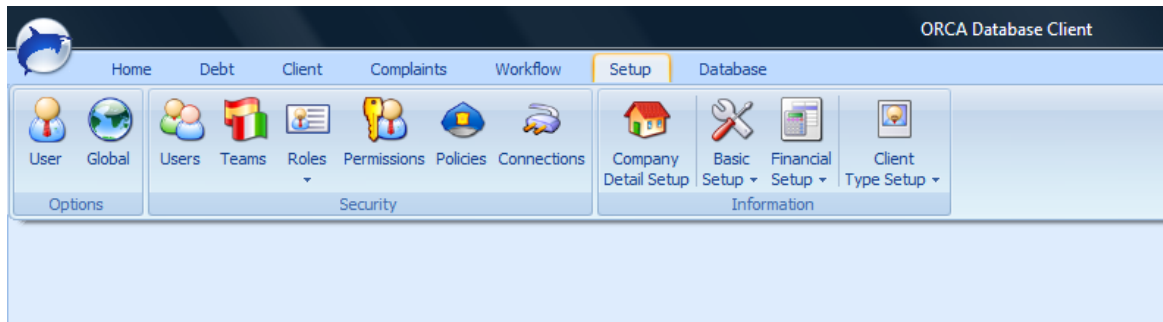 ORCA Database Client
Home Debt Client Complaints Workflow Setup Database
User Global Users Teams Roles Permissions Policies Connections Company Detail Setup Basic Setup Financial Setup Client Type Setup
Options Security Information